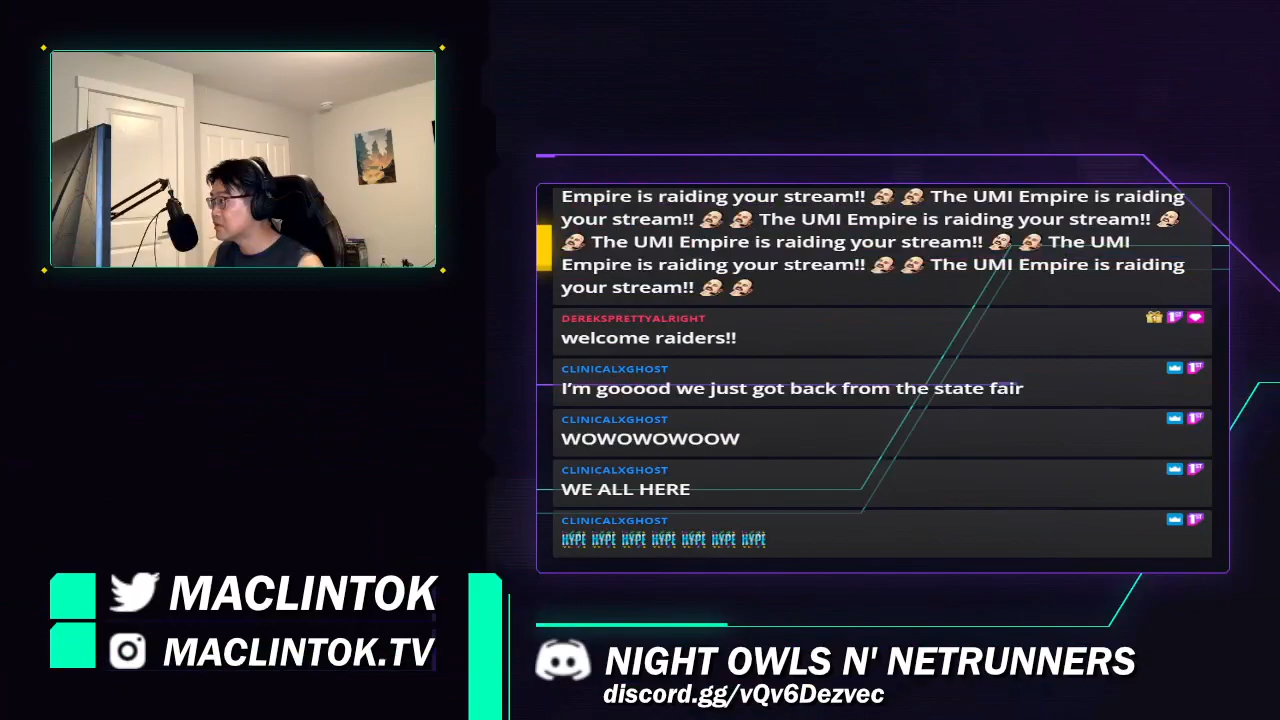 Empire is raiding your stream!! The UMI Empire is raiding
your stream!! The UMI Empire is raiding your stream!!
The UMI Empire is raiding your stream!! The UMI
Empire is raiding your stream!! The UMI Empire is raiding
your stream!!
DEREKSPRETTYALRIGHT
welcome raiders!!
CLINICALXGHOST
I’m gooood we just got back from the state fair
CLINICALXGHOST
WOWOWOWOOW
CLINICALXGHOST
WE ALL HERE
CLINICALXGHOST
HYPE HYPE HYPE HYPE HYPE HYPE HYPE
MACLINTOK
MACLINTOK.TV
NIGHT OWLS N' NETRUNNERS
discord.gg/vQv6Dezvec